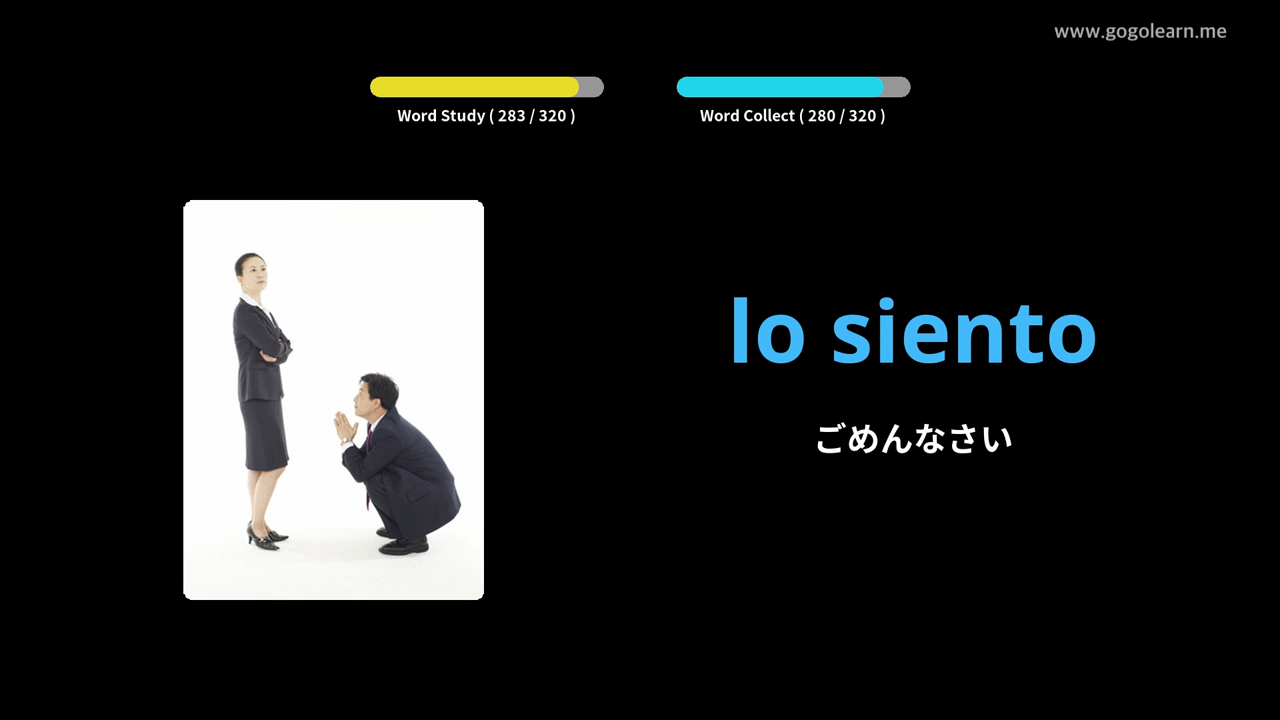 www.gogolearn.me
Word Study ( 283 / 320 )
Word Collect ( 280 / 320 )
lo siento
ごめんなさい